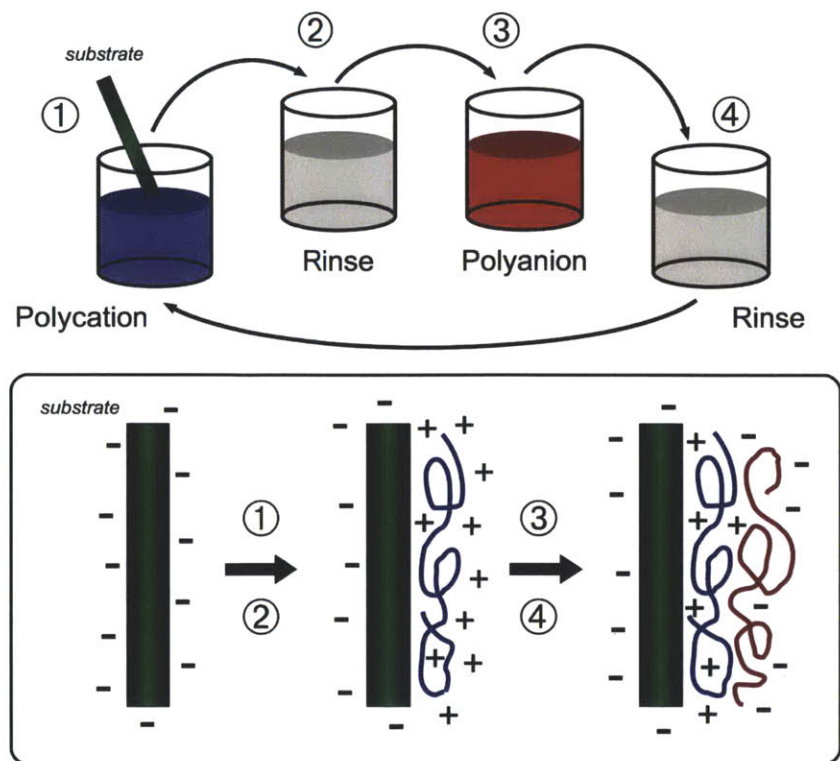 substrate
①
②
③
④
Polycation
Rinse
Polyanion
Rinse
substrate
①
②
③
④